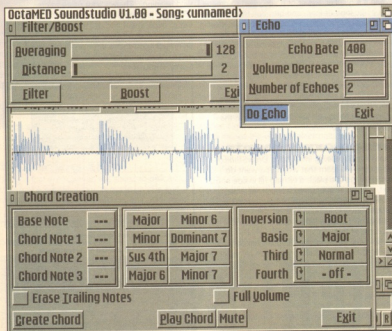 OctaMED Soundstudio V1.00 - Song: <unnamed>
Filter/Boost
Averaging 128
Distance 2
Filter Boost
Echo
Echo Rate 400
Volume Decrease 0
Number of Echoes 2
Do Echo Exit
Chord Creation
Base Note ---
Chord Note 1 ---
Chord Note 2 ---
Chord Note 3 ---
Major Minor 6
Minor Dominant 7
Sus 4th Major 7
Major 6 Minor 7
Inversion Root
Basic Major
Third Normal
Fourth - Off -
Erase Trailing Notes Full Volume
Create Chord Play Chord Mute Exit